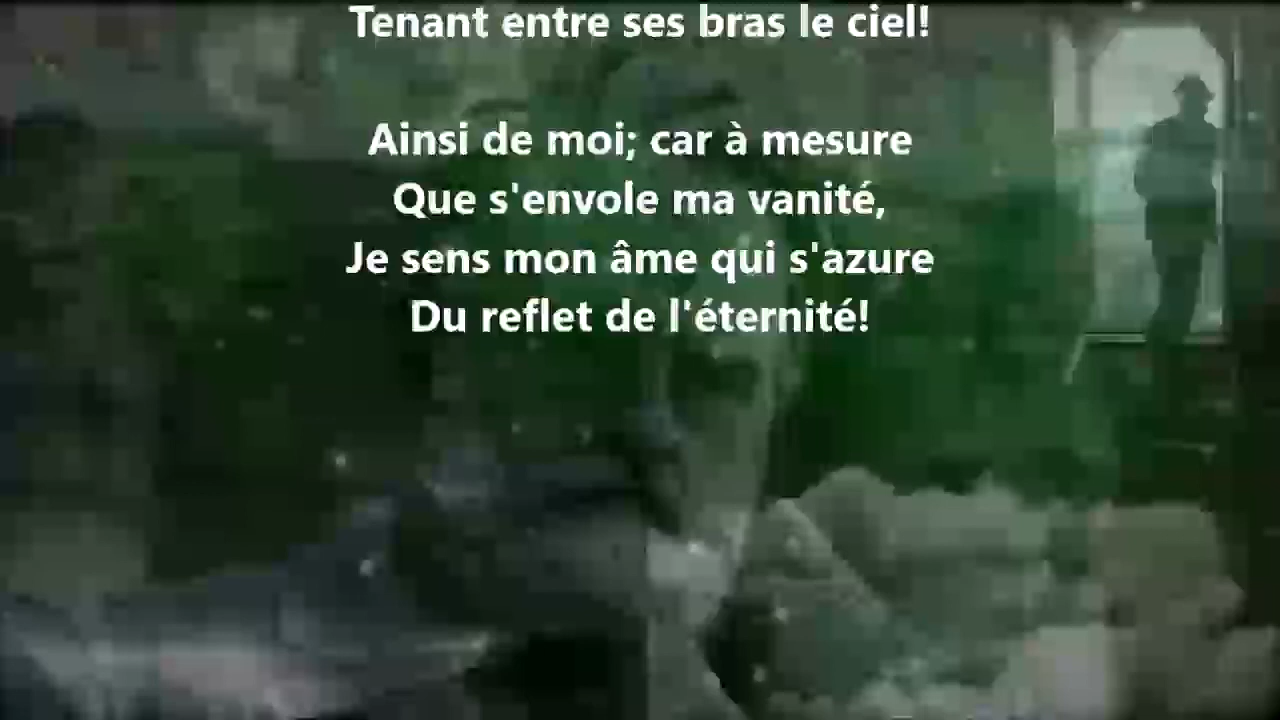 Tenant entre ses bras le ciel!
Ainsi de moi; car à mesure
Que s'envole ma vanité,
Je sens mon âme qui s'azure
Du reflet de l'éternité!